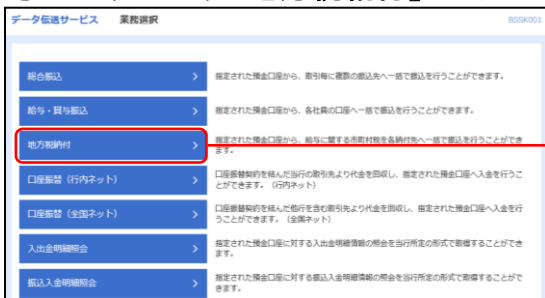 データ伝送サービス 業務選択
BSSK001
総合振込
指定された預金口座から、取引毎に複数の振込先へ一括で振込を行うことができます。
給与・賞与振込
指定された預金口座から、各社員の口座へ一括で振込を行うことができます。
地方税納付
指定された預金口座から、給与に関する市町村税を各納付先へ一括で振込を行うことができ
ます。
口座振替（行内ネット）
口座振替契約を結んだ当行の取引先より代金を回収し、指定された預金口座へ入金を行うこ
とができます。（行内ネット）
口座振替（全国ネット）
口座振替契約を結んだ他行を含む取引先より代金を回収し、指定された預金口座へ入金を行
うことができます。（全国ネット）
入出金明細照会
指定された預金口座に対する入出金明細情報の照会を当行所定の形式で取得することができ
ます。
振込入金明細照会
指定された預金口座に対する振込入金明細情報の照会を当行所定の形式で取得することがで
きます。